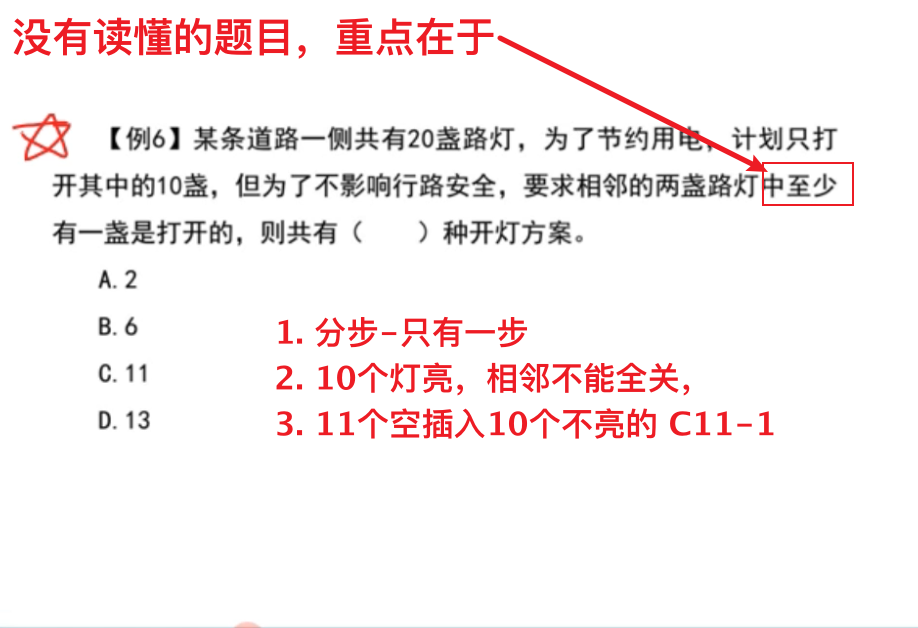 没有读懂的题目，重点在于
【例6】某条道路一侧共有20盏路灯，为了节约用电，计划只打
开其中的10盏，但为了不影响行路安全，要求相邻的两盏路灯中至少
有一盏是打开的，则共有（　　）种开灯方案。
A. 2
B. 6
C. 11
D. 13
1. 分步-只有一步
2. 10个灯亮，相邻不能全关，
3. 11个空插入10个不亮的 C11-1